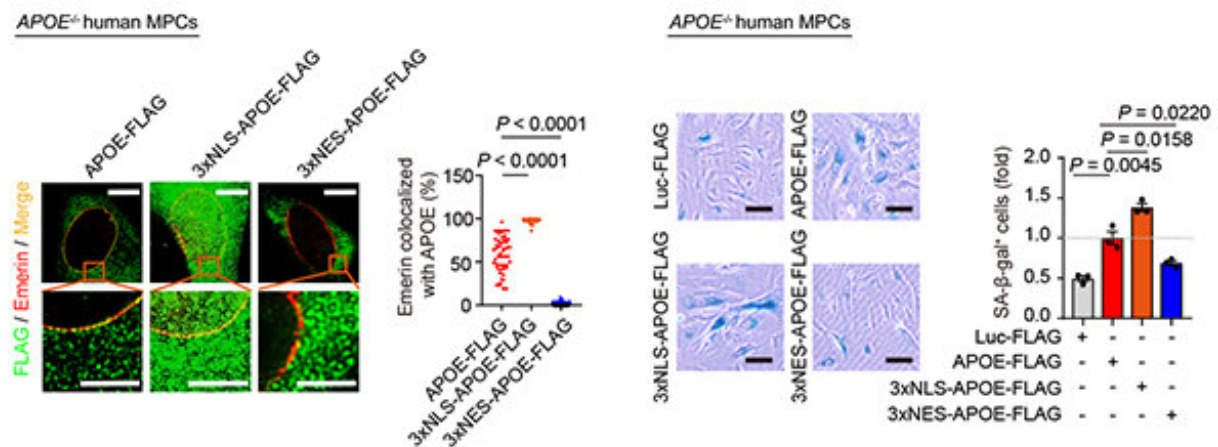 APOE-/- human MPCs
APOE-FLAG
3xNLS-APOE-FLAG
3xNES-APOE-FLAG
FLAG / Emerin / Merge
P < 0.0001
P < 0.0001
Emerin colocalized
with APOE (%)
150
100
50
0
APOE-FLAG
3xNLS-APOE-FLAG
3xNES-APOE-FLAG
APOE-/- human MPCs
Luc-FLAG
APOE-FLAG
3xNLS-APOE-FLAG
3xNES-APOE-FLAG
P = 0.0220
P = 0.0158
P = 0.0045
SA-β-gal+ cells (fold)
2.0
1.5
1.0
0.5
0.0
Luc-FLAG + - - -
APOE-FLAG - + - -
3xNLS-APOE-FLAG - - + -
3xNES-APOE-FLAG - - - +